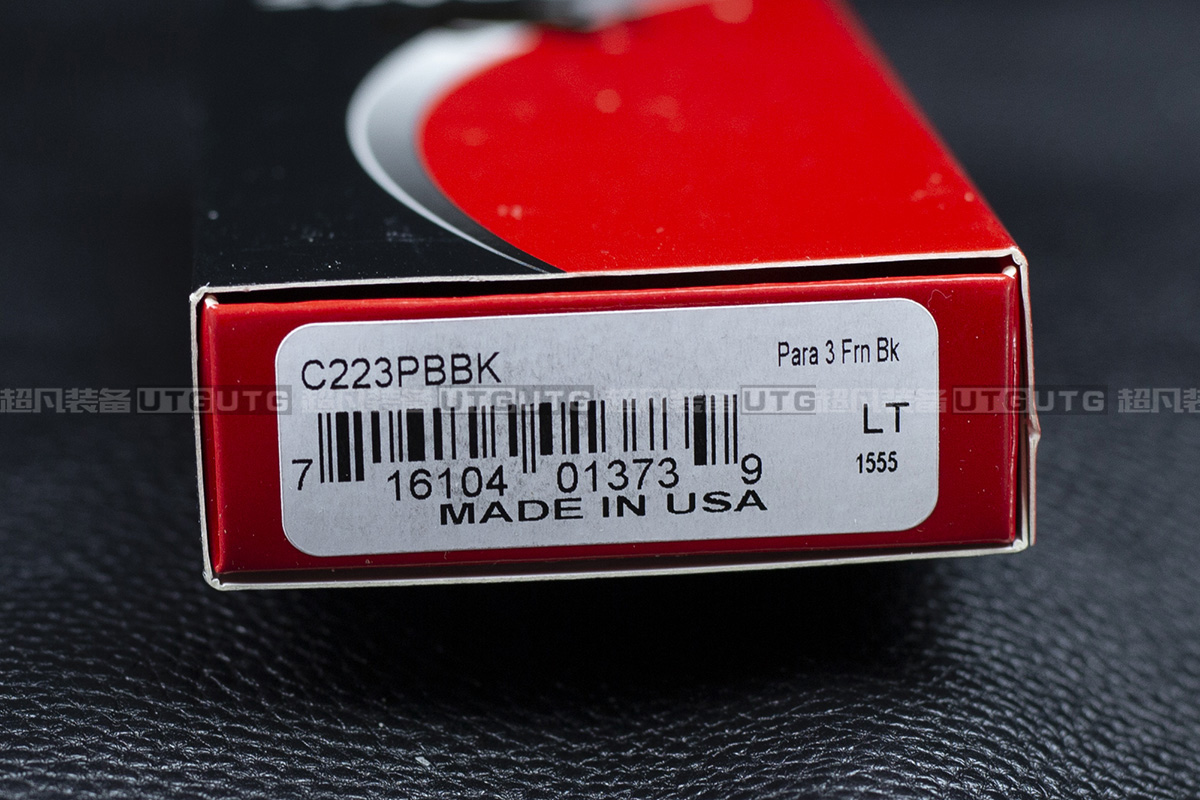 C223PBBK
Para 3 Frn Bk
超凡装备 UTG UTG 超凡装备 UTG UTG 超凡装备 UTG UTG 超凡装备 UTG UTG 超凡装
LT
1555
7 16104 01373 9
MADE IN USA